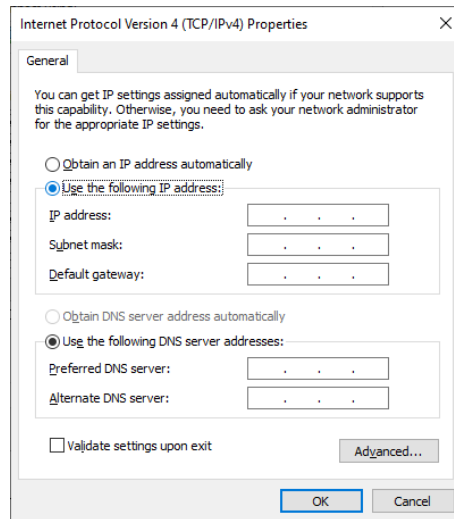 Internet Protocol Version 4 (TCP/IPv4) Properties
General
You can get IP settings assigned automatically if your network supports
this capability. Otherwise, you need to ask your network administrator
for the appropriate IP settings.
Obtain an IP address automatically
Use the following IP address:
IP address:
Subnet mask:
Default gateway:
Obtain DNS server address automatically
Use the following DNS server addresses:
Preferred DNS server:
Alternate DNS server:
Validate settings upon exit
Advanced...
OK
Cancel